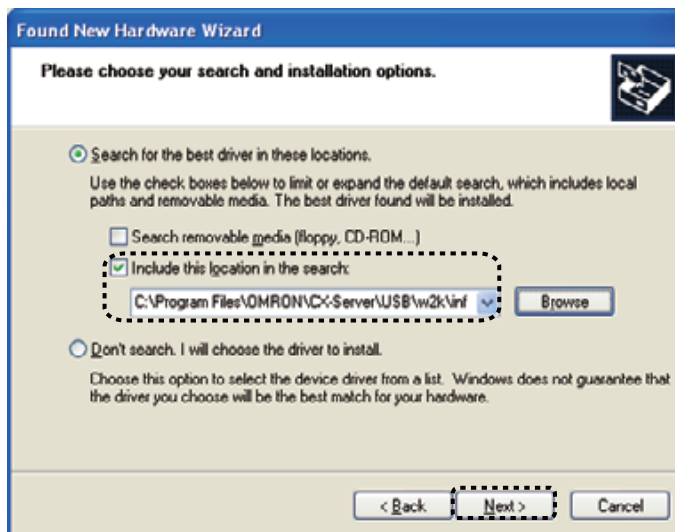 Found New Hardware Wizard
Please choose your search and installation options.
Search for the best driver in these locations.
Use the check boxes below to limit or expand the default search, which includes local
paths and removable media. The best driver found will be installed.
Search removable media (floppy, CD-ROM...)
Include this location in the search:
C:\Program Files\OMRON\CX-Server\USB\w2k\inf
Browse
Don't search. I will choose the driver to install.
Choose this option to select the device driver from a list. Windows does not guarantee that
the driver you choose will be the best match for your hardware.
< Back Next > Cancel